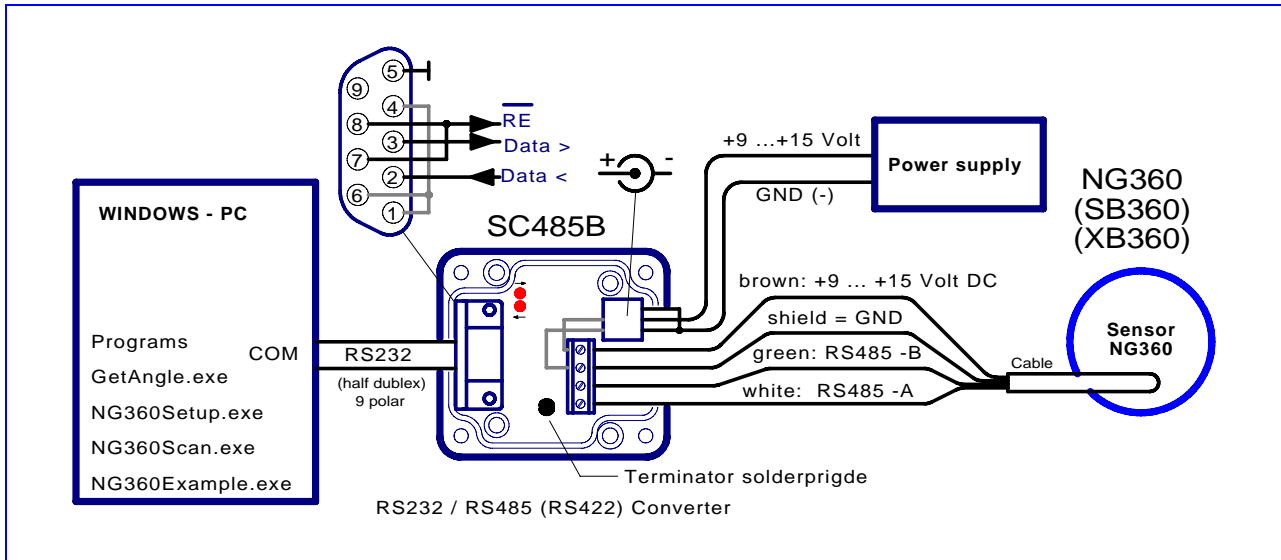 5
9
4
8
3
7
2
6
1
RE
Data >
Data <
+ -
+9 ...+15 Volt
GND (-)
Power supply
NG360
(SB360)
(XB360)
WINDOWS - PC
Programs
GetAngle.exe
NG360Setup.exe
NG360Scan.exe
NG360Example.exe
COM
RS232
(half dublex)
9 polar
SC485B
brown: +9 ... +15 Volt DC
shield = GND
green: RS485 -B
white: RS485 -A
Cable
Sensor
NG360
Terminator solderprigde
RS232 / RS485 (RS422) Converter